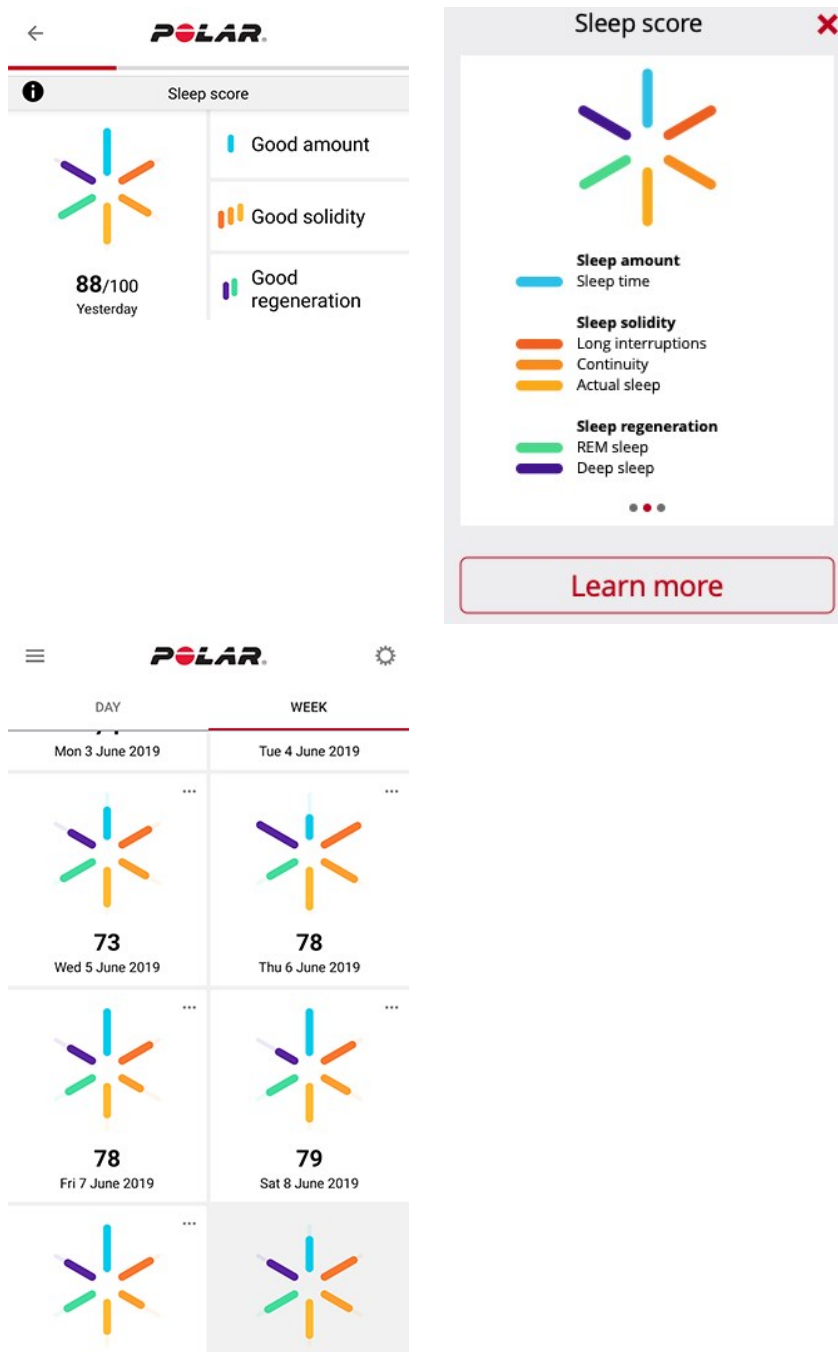 POLAR
Sleep score
Good amount
Good solidity
Good
regeneration
88/100
Yesterday
Sleep score
Sleep amount
Sleep time
Sleep solidity
Long interruptions
Continuity
Actual sleep
Sleep regeneration
REM sleep
Deep sleep
Learn more
POLAR
DAY
WEEK
Mon 3 June 2019
Tue 4 June 2019
73
Wed 5 June 2019
78
Thu 6 June 2019
78
Fri 7 June 2019
79
Sat 8 June 2019